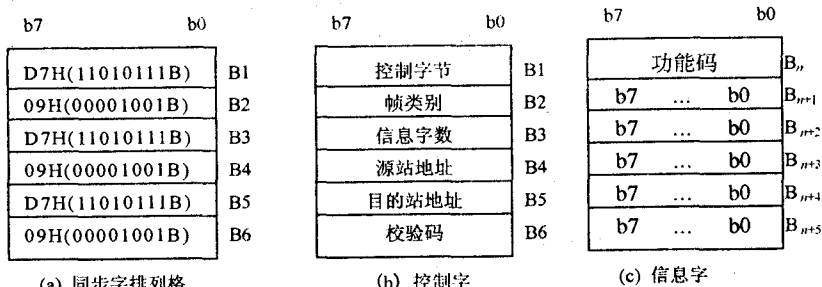 b7 b0
D7H(11010111B) B1
09H(00001001B) B2
D7H(11010111B) B3
09H(00001001B) B4
D7H(11010111B) B5
09H(00001001B) B6
(a) 同步字排列格
b7 b0
控制字节 B1
帧类别 B2
信息字数 B3
源站地址 B4
目的站地址 B5
校验码 B6
(b) 控制字
b7 b0
功能码 Bn
b7 … b0 Bn+1
b7 … b0 Bn+2
b7 … b0 Bn+3
b7 … b0 Bn+4
b7 … b0 Bn+5
(c) 信息字